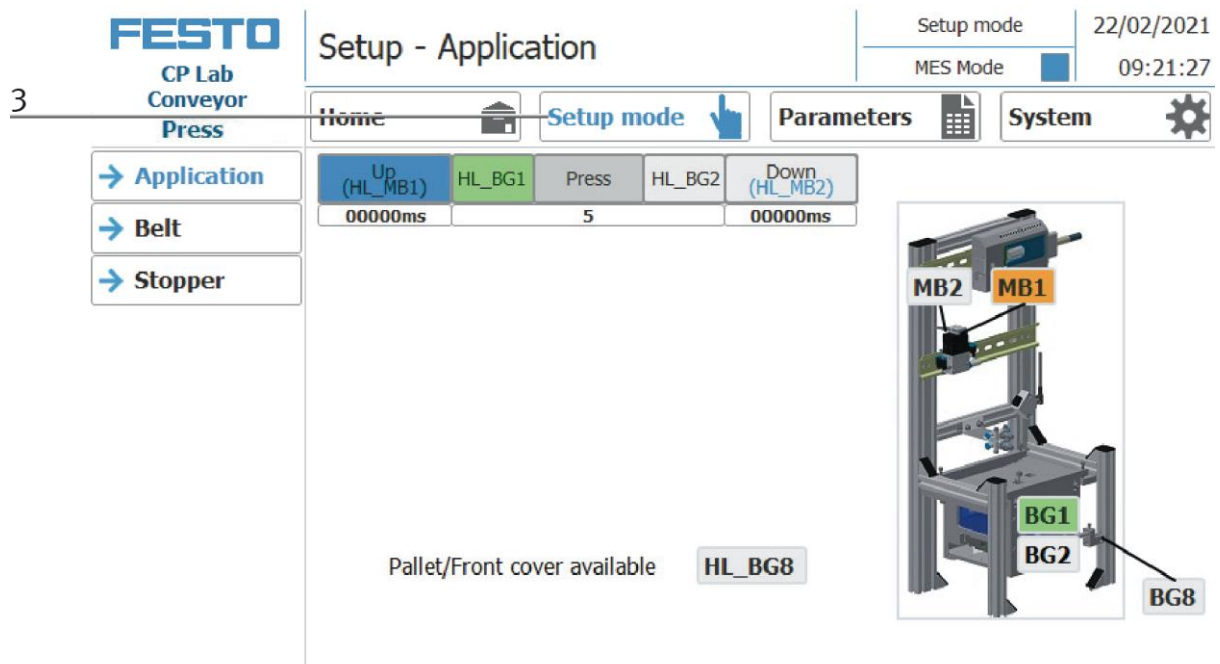 FESTO
CP Lab
Conveyor
Press
Setup - Application
Setup mode
22/02/2021
MES Mode
09:21:27
3
Home
Setup mode
Parameters
System
Application
Belt
Stopper
Up
(HL_MB1)
HL_BG1
Press
HL_BG2
Down
(HL_MB2)
00000ms
5
00000ms
MB2
MB1
BG1
BG2
BG8
Pallet/Front cover available
HL_BG8